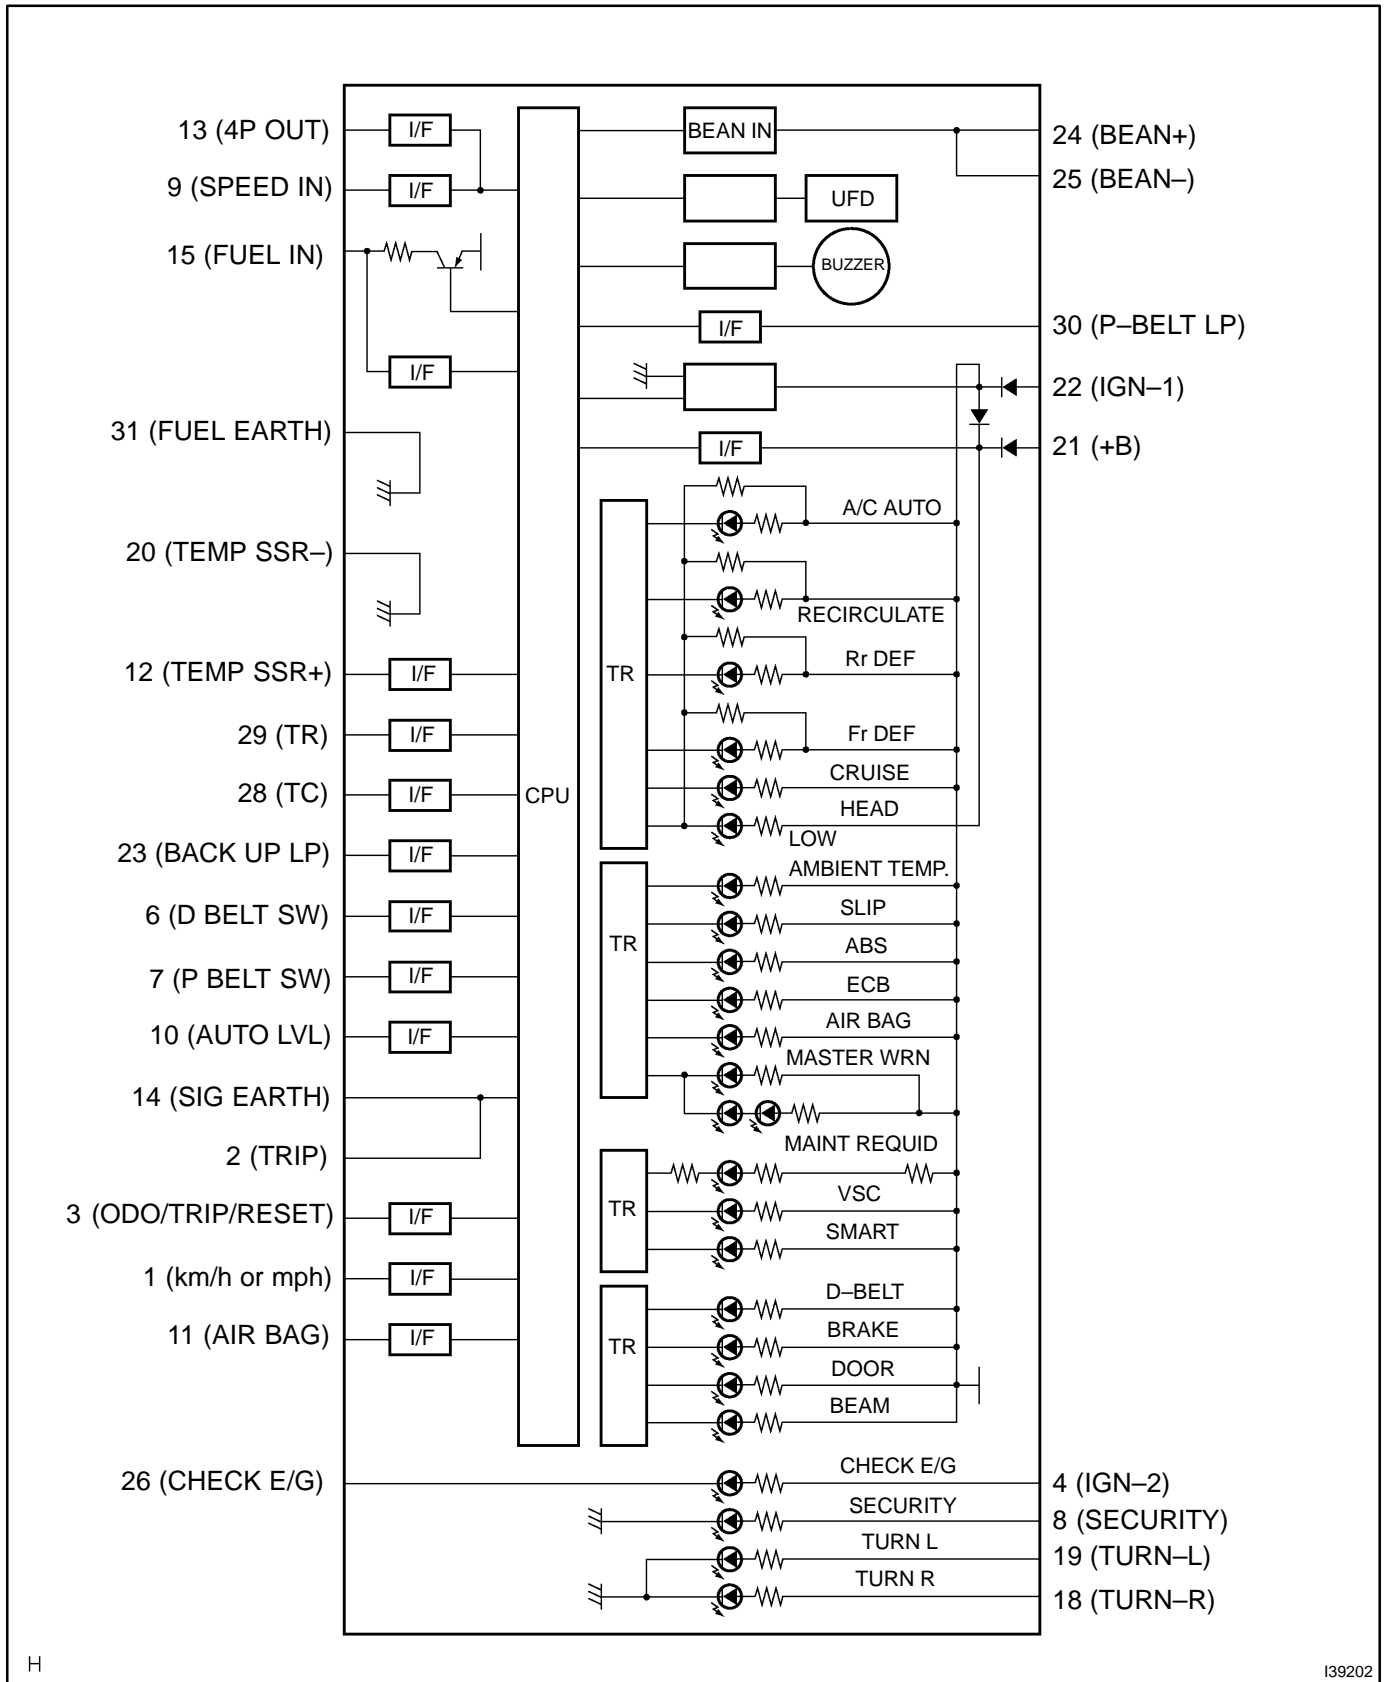 13 (4P OUT)
I/F
BEAN IN
24 (BEAN+)
9 (SPEED IN)
I/F
25 (BEAN–)
UFD
15 (FUEL IN)
BUZZER
I/F
30 (P–BELT LP)
I/F
22 (IGN–1)
31 (FUEL EARTH)
I/F
21 (+B)
A/C AUTO
20 (TEMP SSR–)
RECIRCULATE
12 (TEMP SSR+)
I/F
TR
Rr DEF
29 (TR)
I/F
Fr DEF
CRUISE
28 (TC)
I/F
CPU
HEAD
LOW
23 (BACK UP LP)
I/F
AMBIENT TEMP.
6 (D BELT SW)
I/F
SLIP
TR
ABS
7 (P BELT SW)
I/F
ECB
AIR BAG
10 (AUTO LVL)
I/F
MASTER WRN
14 (SIG EARTH)
MAINT REQUID
2 (TRIP)
VSC
3 (ODO/TRIP/RESET)
I/F
TR
SMART
1 (km/h or mph)
I/F
D–BELT
11 (AIR BAG)
I/F
BRAKE
TR
DOOR
BEAM
26 (CHECK E/G)
CHECK E/G
4 (IGN–2)
SECURITY
8 (SECURITY)
TURN L
19 (TURN–L)
TURN R
18 (TURN–R)
H
I39202